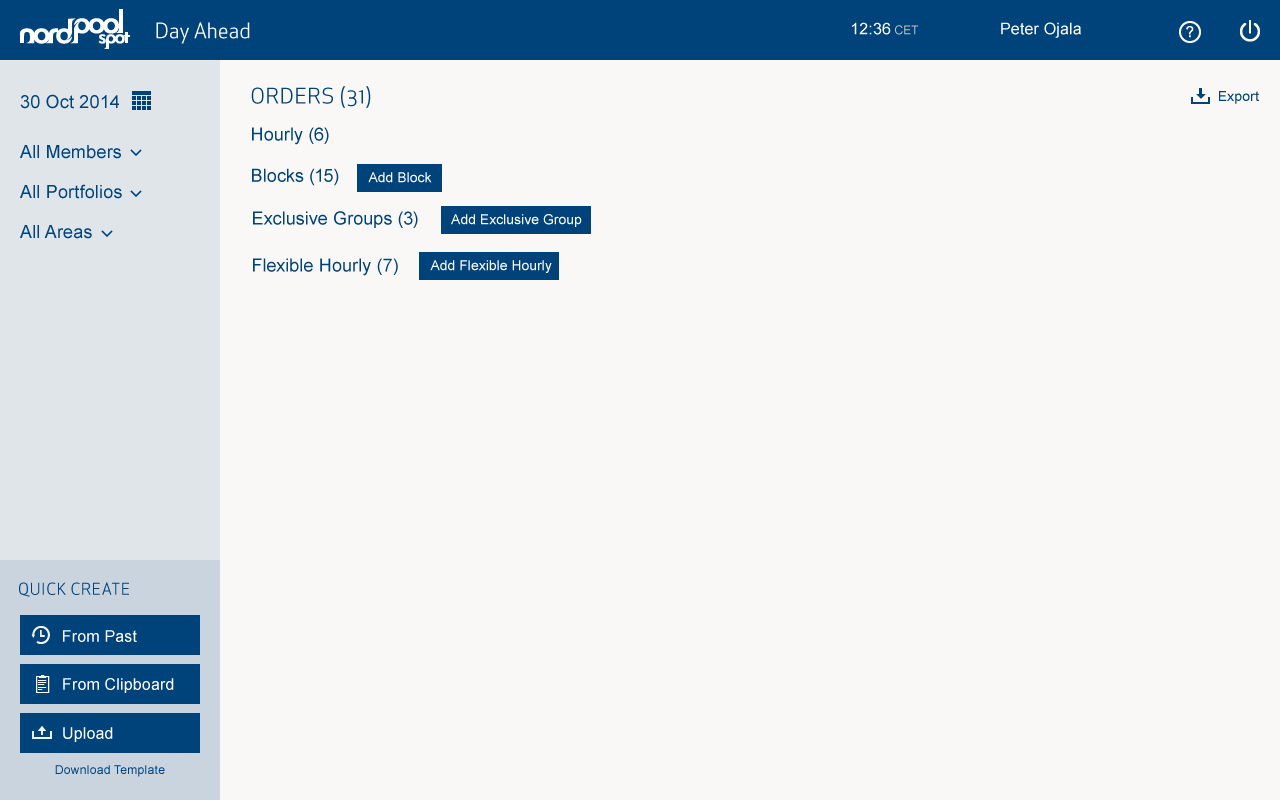 nordpool spot
Day Ahead
12:36 CET
Peter Ojala
30 Oct 2014
All Members
All Portfolios
All Areas
ORDERS (31)
Export
Hourly (6)
Blocks (15) Add Block
Exclusive Groups (3) Add Exclusive Group
Flexible Hourly (7) Add Flexible Hourly
QUICK CREATE
From Past
From Clipboard
Upload
Download Template